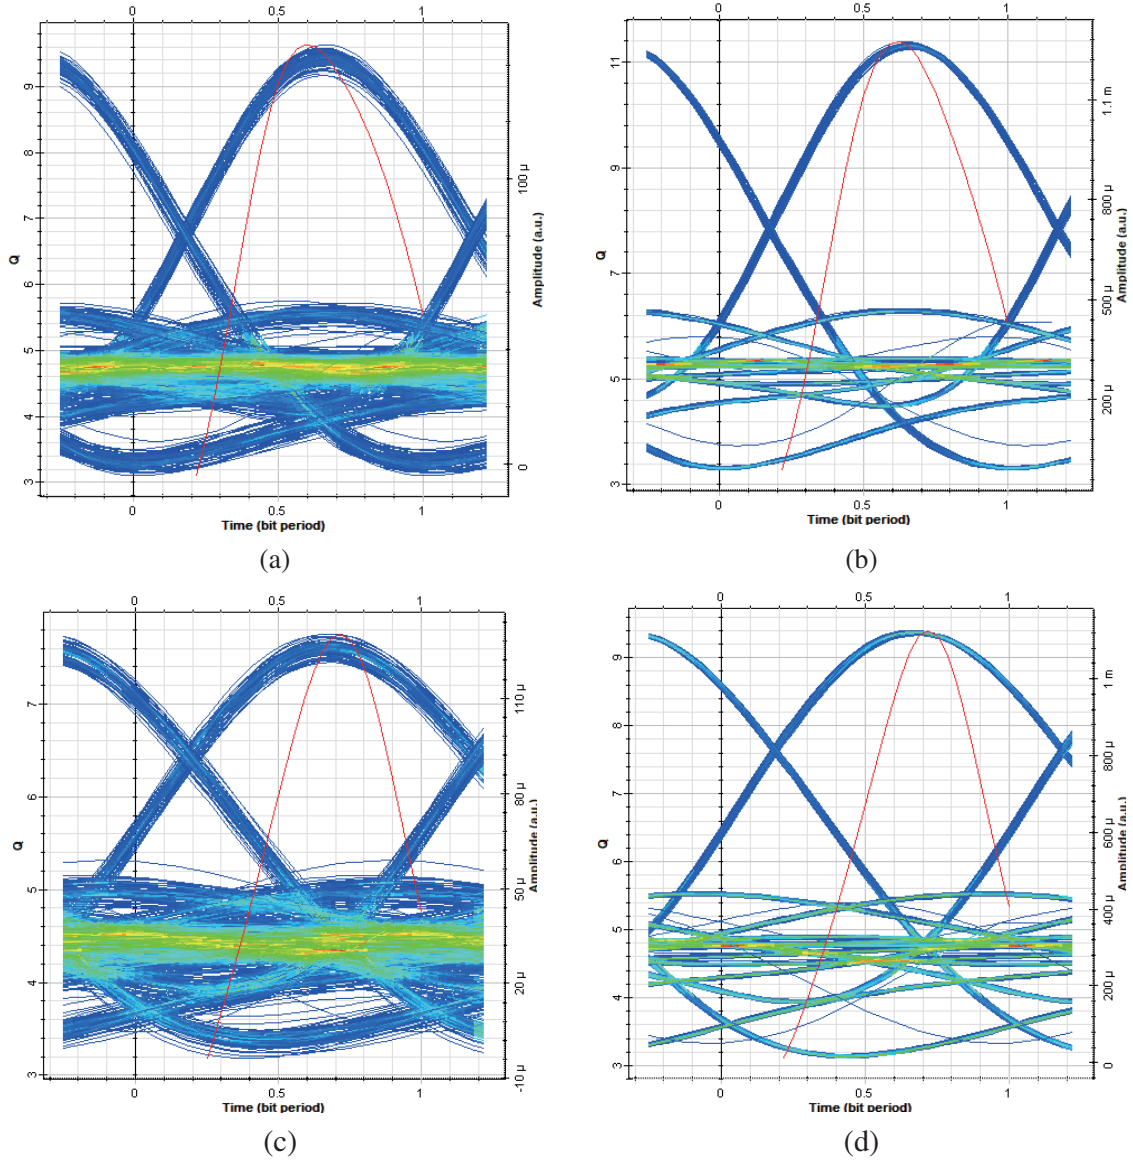 0 0.5 1
9
8
7
6
5
4
3
Q
100 µ
0
Amplitude (a.u.)
0 0.5 1
Time (bit period)
(a)
0 0.5 1
11
9
7
5
3
Q
1.1 m
800 µ
500 µ
200 µ
Amplitude (a.u.)
0 0.5 1
Time (bit period)
(b)
0 0.5 1
7
6
5
4
3
Q
110 µ
80 µ
50 µ
20 µ
-10 µ
Amplitude (a.u.)
0 0.5 1
Time (bit period)
(c)
0 0.5 1
9
8
7
6
5
4
3
Q
1 m
800 µ
600 µ
400 µ
200 µ
0
Amplitude (a.u.)
0 0.5 1
Time (bit period)
(d)